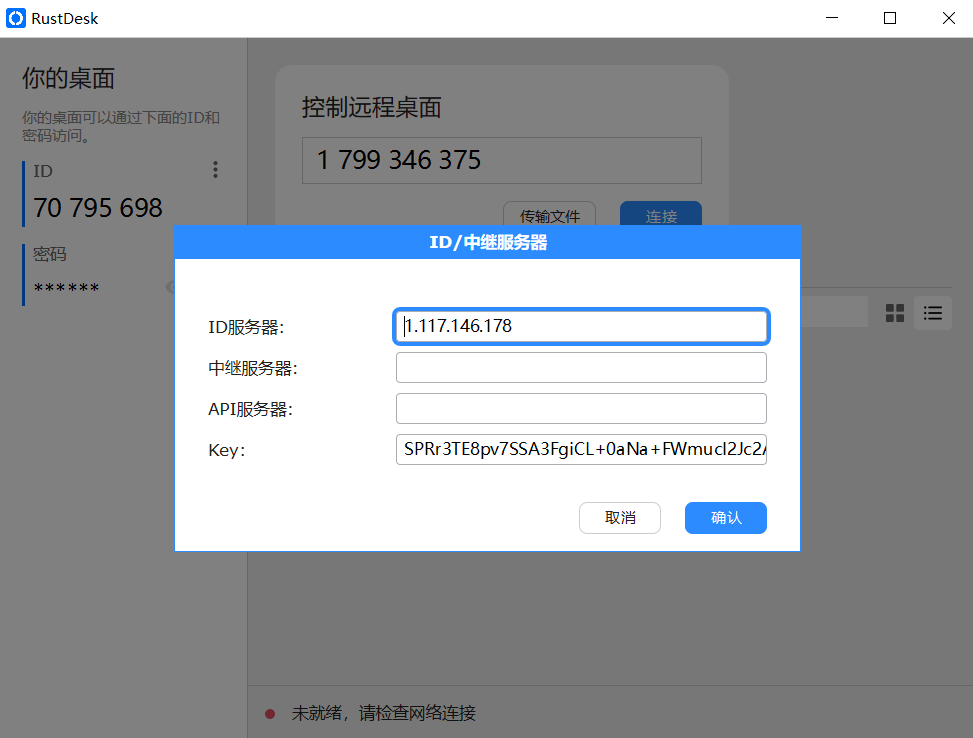 RustDesk
你的桌面
你的桌面可以通过下面的ID和
密码访问。
ID
70 795 698
密码
******
控制远程桌面
1 799 346 375
传输文件
连接
ID/中继服务器
ID服务器:
1.117.146.178
中继服务器:
API服务器:
Key:
SPRr3TE8pv7SSA3FgiCL+0aNa+FWmucI2Jc2A
取消
确认
未就绪，请检查网络连接